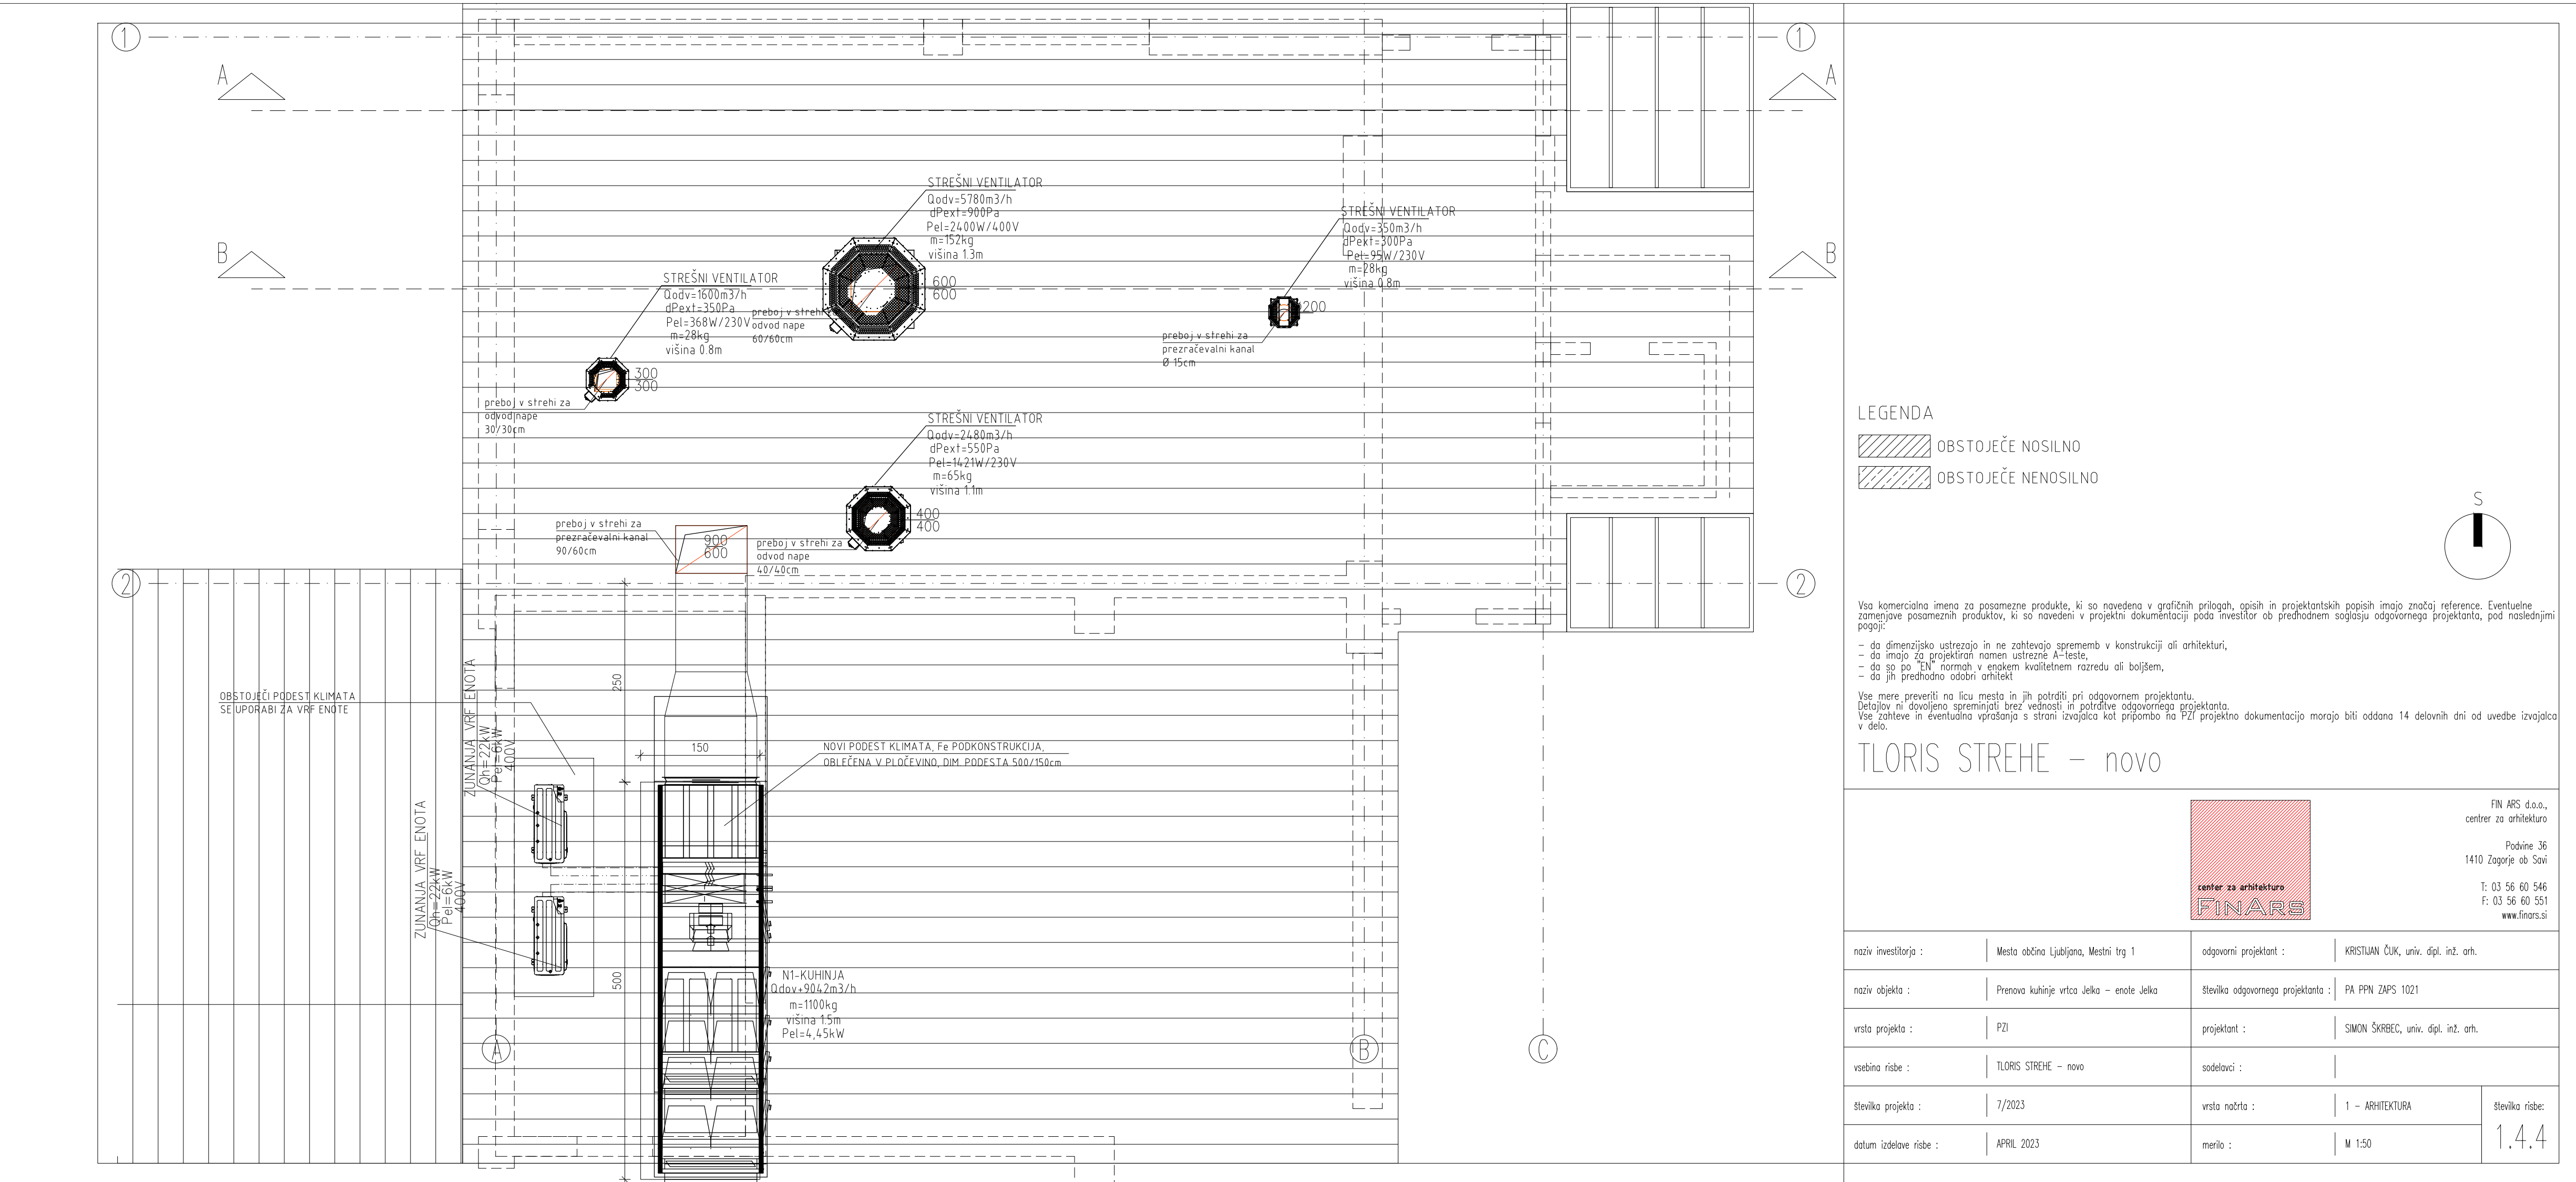 1
1
A
A
B
B
STREŠNI VENTILATOR
Qodv=5780m3/h
dPext=900Pa
Pel=2400W/400V
m=152kg
višina 1.3m
600
600
preboj v strehi za
odvod nape
60/60cm
STREŠNI VENTILATOR
Qodv=350m3/h
dPext=300Pa
Pel=95W/230V
m=28kg
višina 0.8m
200
preboj v strehi za
prezračevalni kanal
Ø 15cm
STREŠNI VENTILATOR
Qodv=1600m3/h
dPext=350Pa
Pel=368W/230V
m=28kg
višina 0.8m
300
300
preboj v strehi za
odvod nape
30/30cm
STREŠNI VENTILATOR
Qodv=2480m3/h
dPext=550Pa
Pel=1421W/230V
m=65kg
višina 1.1m
400
400
preboj v strehi za
odvod nape
40/40cm
preboj v strehi za
prezračevalni kanal
90/60cm
900
600
2
2
250
150
500
OBSTOJEČI PODEST KLIMATA
SE UPORABI ZA VRF ENOTE
ZUNANJA VRF ENOTA
Qh=22kW
Pel=6kW
400V
ZUNANJA VRF ENOTA
Qh=22kW
Pel=6kW
400V
NOVI PODEST KLIMATA, Fe PODKONSTRUKCIJA,
OBLEČENA V PLOČEVINO, DIM. PODESTA 500/150cm
N1-KUHINJA
Qdov+9042m3/h
m=1100kg
višina 1.5m
Pel=4,45kW
A
B
C
LEGENDA
OBSTOJEČE NOSILNO
OBSTOJEČE NENOSILNO
S
Vsa komercialna imena za posamezne produkte, ki so navedena v grafičnih prilogah, opisih in projektantskih popisih imajo značaj reference. Eventuelne
zamenjave posameznih produktov, ki so navedeni v projektni dokumentaciji poda investitor ob predhodnem soglasju odgovornega projektanta, pod naslednjimi
pogoji:
- da dimenzijsko ustrezajo in ne zahtevajo sprememb v konstrukciji ali arhitekturi,
- da imajo za projektiran namen ustrezne A-teste,
- da so po "EN" normah v enakem kvalitetnem razredu ali boljšem,
- da jih predhodno odobri arhitekt
Vse mere preveriti na licu mesta in jih potrditi pri odgovornem projektantu.
Detajlov ni dovoljeno spreminjati brez vednosti in potrditve odgovornega projektanta.
Vse zahteve in eventualna vprašanja s strani izvajalca kot pripombo na PZI projektno dokumentacijo morajo biti oddana 14 delovnih dni od uvedbe izvajalca
v delo.
TLORIS STREHE - novo
center za arhitekturo
FINARS
FIN ARS d.o.o.,
centrer za arhitekturo
Podvine 36
1410 Zagorje ob Savi
T: 03 56 60 546
F: 03 56 60 551
www.finars.si
naziv investitorja : Mesta občina Ljubljana, Mestni trg 1
odgovorni projektant : KRISTIJAN ČUK, univ. dipl. inž. arh.
naziv objekta : Prenova kuhinje vrtca Jelka - enote Jelka
številka odgovornega projektanta : PA PPN ZAPS 1021
vrsta projekta : PZI
projektant : SIMON ŠKRBEC, univ. dipl. inž. arh.
vsebina risbe : TLORIS STREHE - novo
sodelavci :
številka projekta : 7/2023
vrsta načrta : 1 - ARHITEKTURA
številka risbe:
datum izdelave risbe : APRIL 2023
merilo : M 1:50
1.4.4